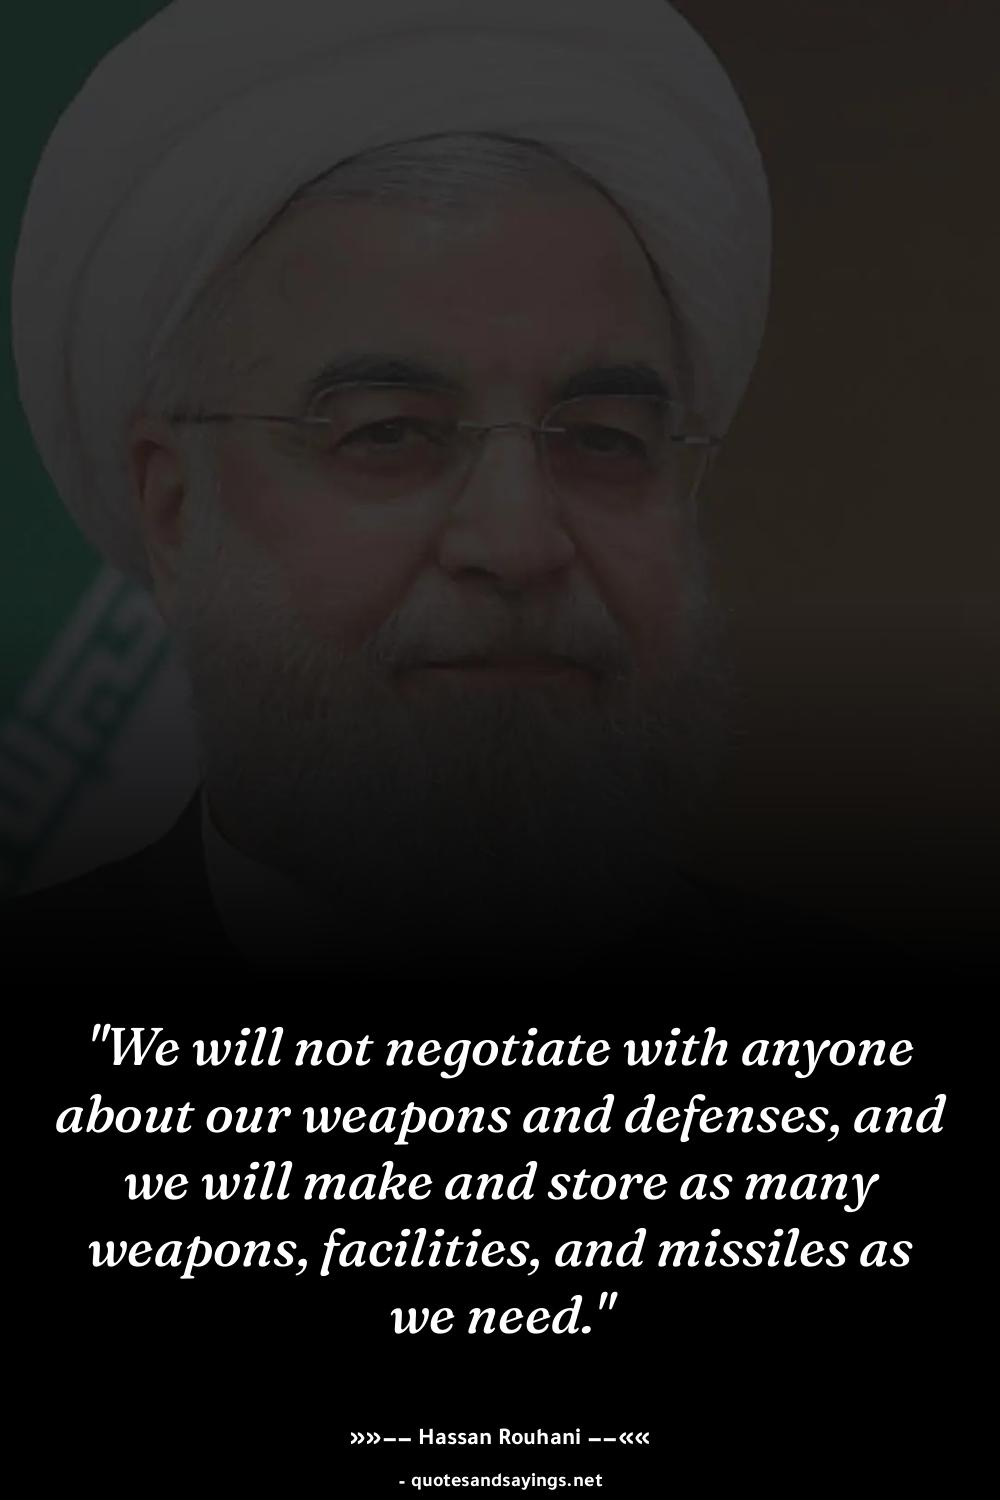 "We will not negotiate with anyone
about our weapons and defenses, and
we will make and store as many
weapons, facilities, and missiles as
we need."
»»−− Hassan Rouhani −−««
- quotesandsayings.net